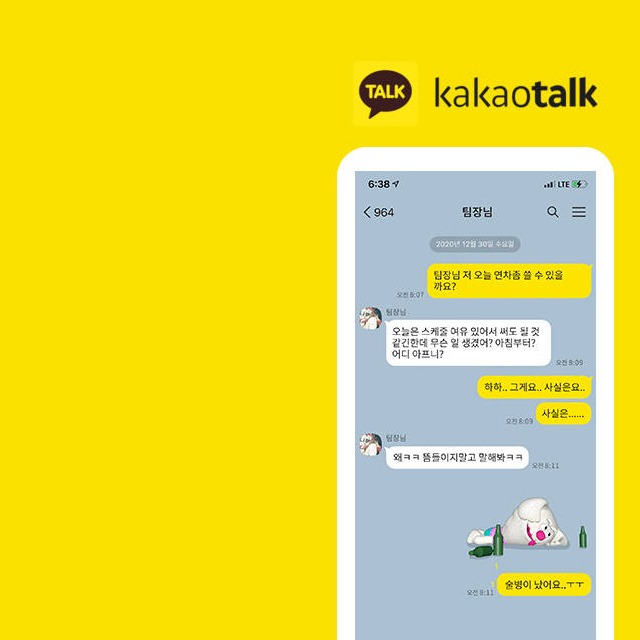 TALK
kakaotalk
6:38
LTE
964
팀장님
2020년 12월 30일 수요일
팀장님 저 오늘 연차좀 쓸 수 있을
까요?
오전 8:07
팀장님
오늘은 스케줄 여유 있어서 써도 될 것
같긴한데 무슨 일 생겼어? 아침부터?
어디 아프니?
오전 8:09
하하.. 그게요.. 사실은요..
사실은......
오전 8:09
팀장님
왜ㅋㅋ 뜸들이지말고 말해봐ㅋㅋ
오전 8:11
1
술병이 났어요..ㅜㅜ
1
오전 8:11